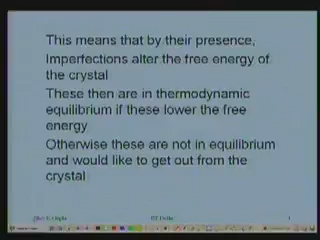 This means that by their presence,
Imperfections alter the free energy of
the crystal
These then are in thermodynamic
equilibrium if these lower the free
energy
Otherwise these are not in equilibrium
and would like to get out from the
crystal